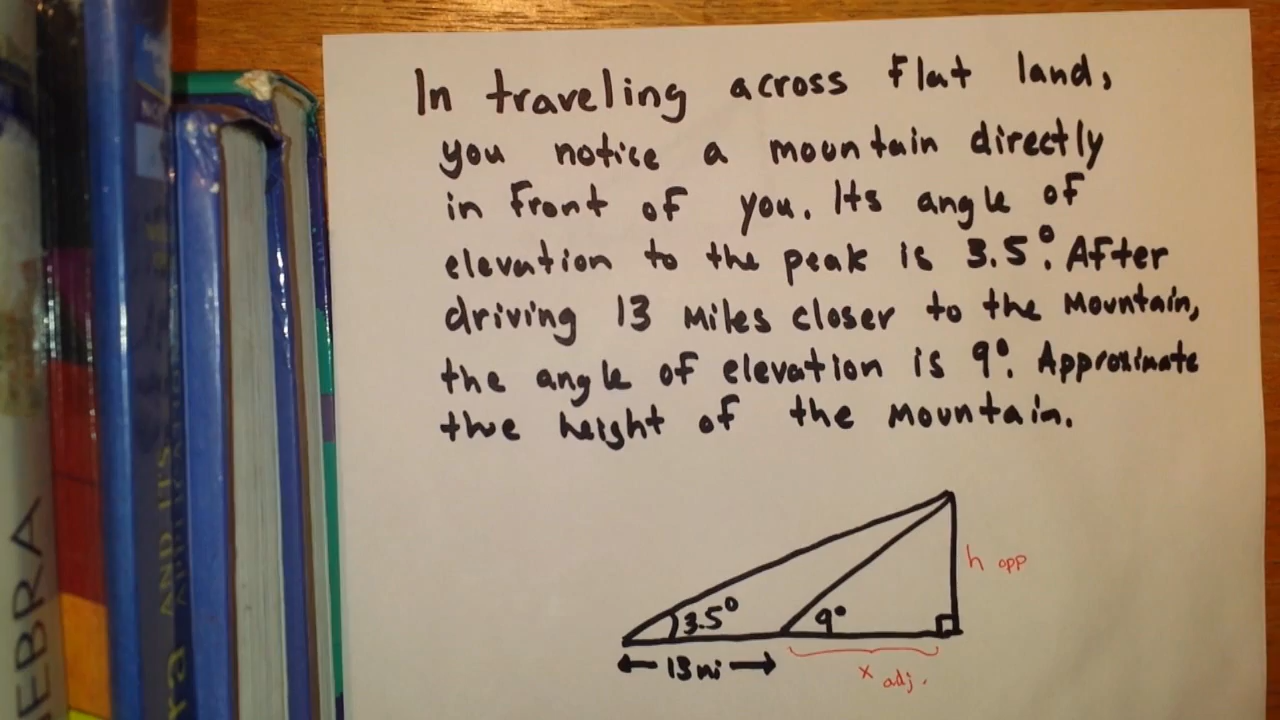 EBRA
ra AND ITS
In traveling across flat land,
you notice a mountain directly
in front of you. Its angle of
elevation to the peak is 3.5°. After
driving 13 miles closer to the mountain,
the angle of elevation is 9°. Approximate
the height of the mountain.
3.5°
9°
h opp
13 mi
x adj.